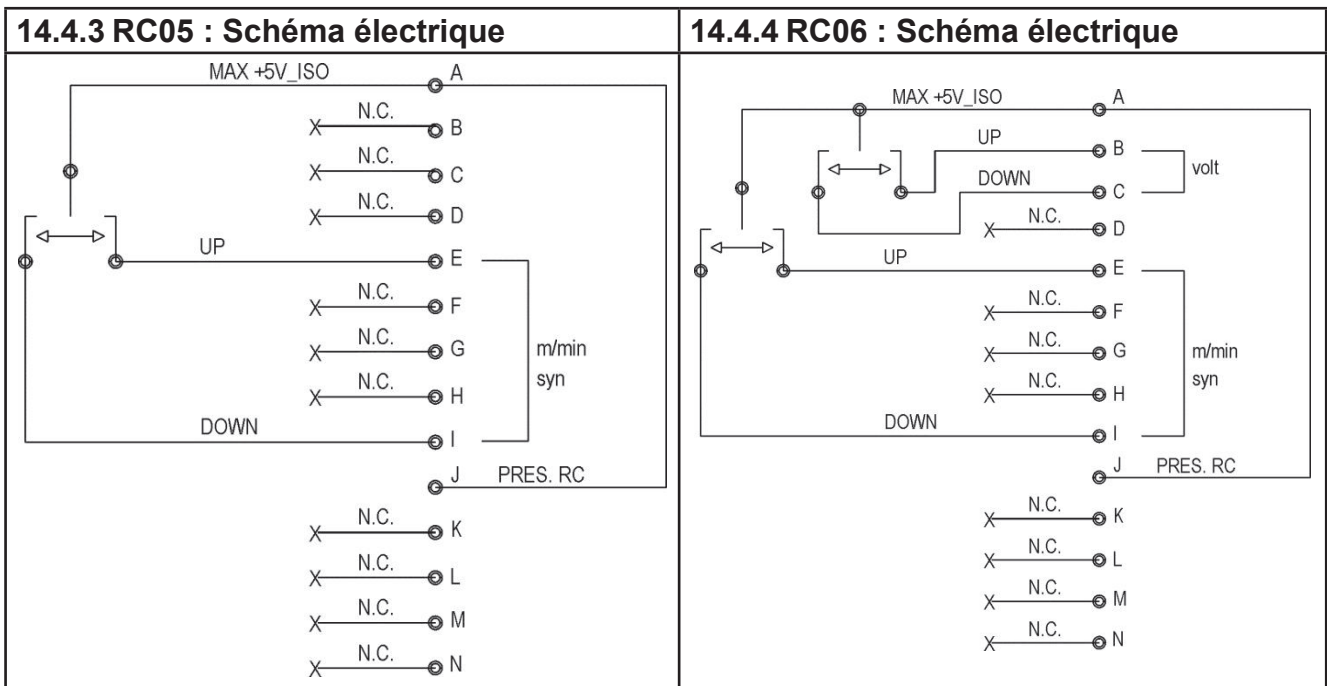 14.4.3 RC05 : Schéma électrique
MAX +5V_ISO A
N.C. B
N.C. C
N.C. D
UP E
N.C. F
N.C. G
m/min
syn
N.C. H
DOWN I
J PRES. RC
N.C. K
N.C. L
N.C. M
N.C. N
14.4.4 RC06 : Schéma électrique
MAX +5V_ISO A
UP B
volt
DOWN C
N.C. D
UP E
N.C. F
N.C. G
m/min
syn
N.C. H
DOWN I
J PRES. RC
N.C. K
N.C. L
N.C. M
N.C. N